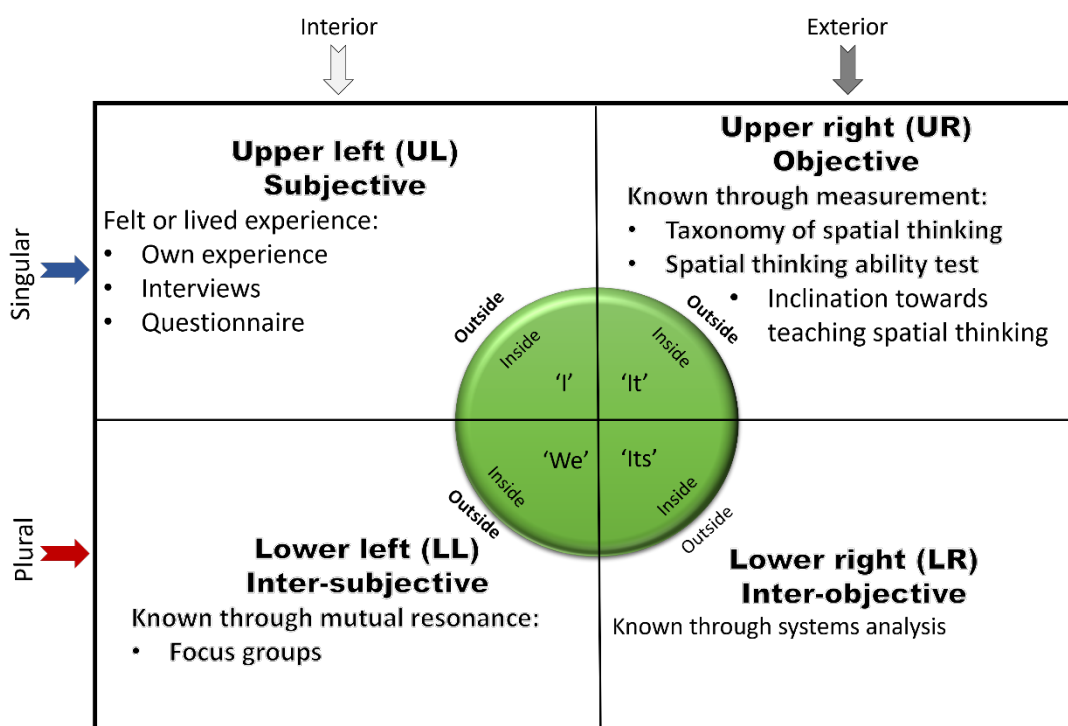 Interior
Exterior
Singular
Plural
Upper left (UL)
Subjective
Felt or lived experience:
• Own experience
• Interviews
• Questionnaire
Upper right (UR)
Objective
Known through measurement:
• Taxonomy of spatial thinking
• Spatial thinking ability test
• Inclination towards
teaching spatial thinking
Outside
Inside
‘I’
Outside
Inside
‘It’
Outside
Inside
‘We’
Outside
Inside
‘Its’
Lower left (LL)
Inter-subjective
Known through mutual resonance:
• Focus groups
Lower right (LR)
Inter-objective
Known through systems analysis